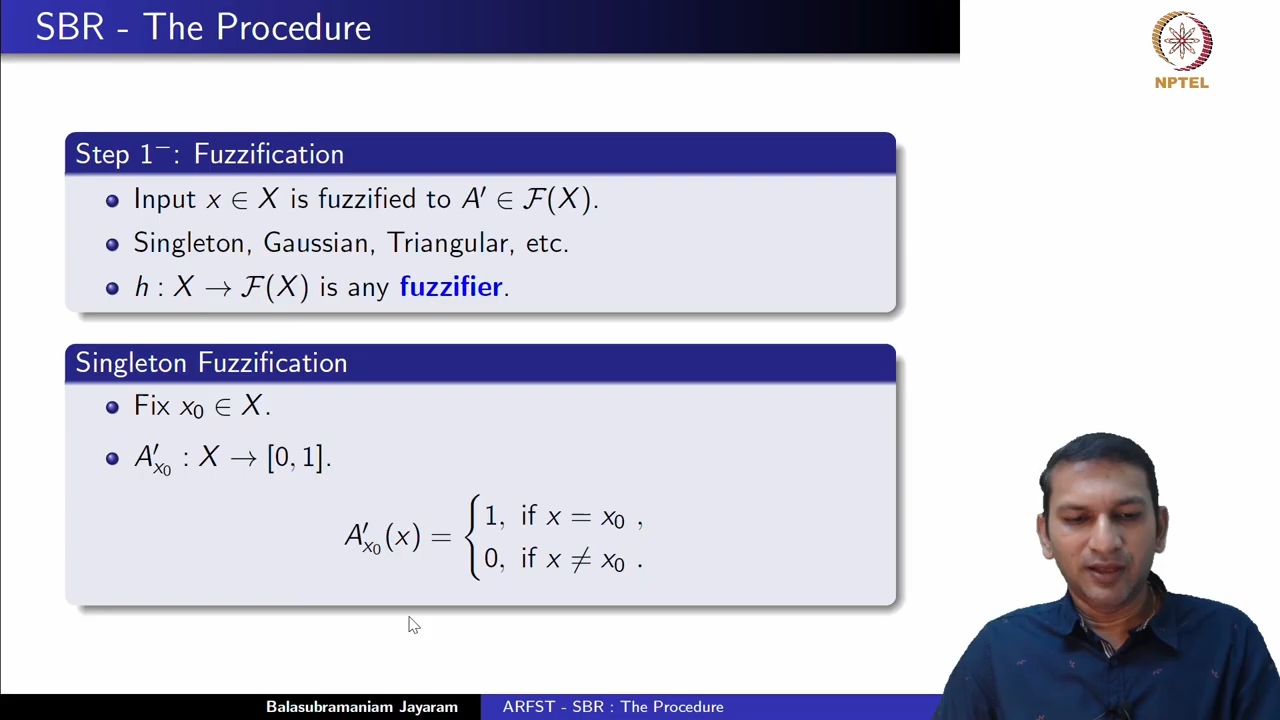 SBR - The Procedure
NPTEL
Step 1⁻: Fuzzification
Input x ∈ X is fuzzified to A′ ∈ ℱ(X).
Singleton, Gaussian, Triangular, etc.
h : X → ℱ(X) is any fuzzifier.
Singleton Fuzzification
Fix x₀ ∈ X.
A′ₓ₀ : X → [0, 1].
A′ₓ₀(x) = { 1, if x = x₀ ,
0, if x ≠ x₀ .
Balasubramaniam Jayaram ARFST - SBR : The Procedure